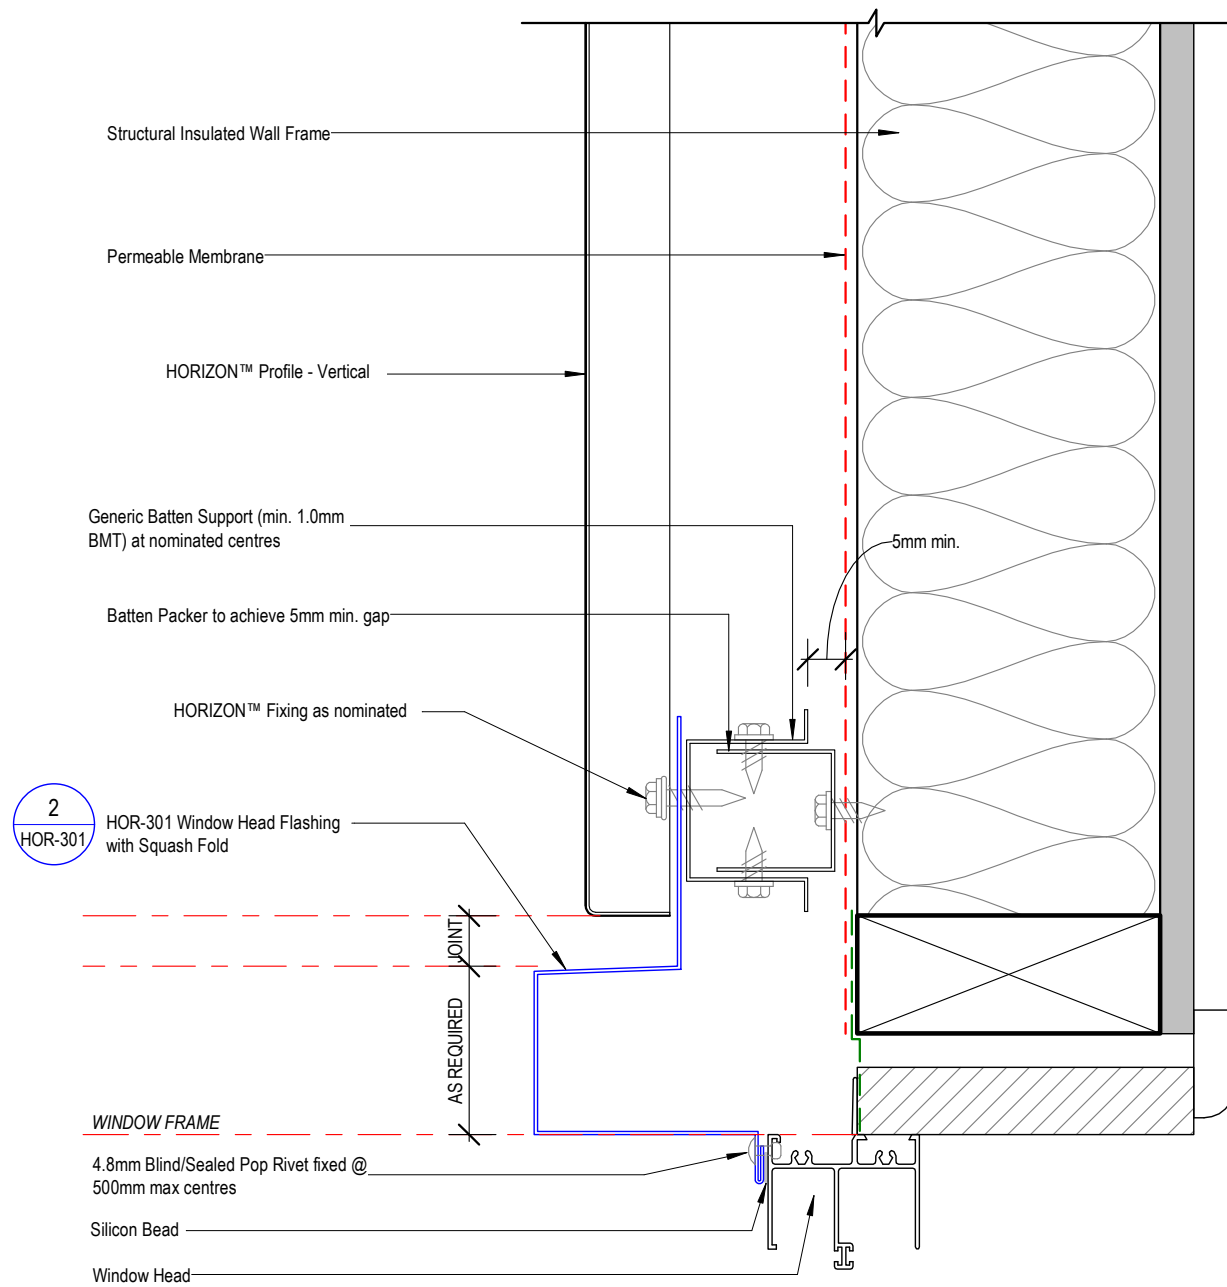 Structural Insulated Wall Frame
Permeable Membrane
HORIZON™ Profile - Vertical
Generic Batten Support (min. 1.0mm
BMT) at nominated centres
5mm min.
Batten Packer to achieve 5mm min. gap
HORIZON™ Fixing as nominated
2
HOR-301
HOR-301 Window Head Flashing
with Squash Fold
JOINT
AS REQUIRED
WINDOW FRAME
4.8mm Blind/Sealed Pop Rivet fixed @
500mm max centres
Silicon Bead
Window Head